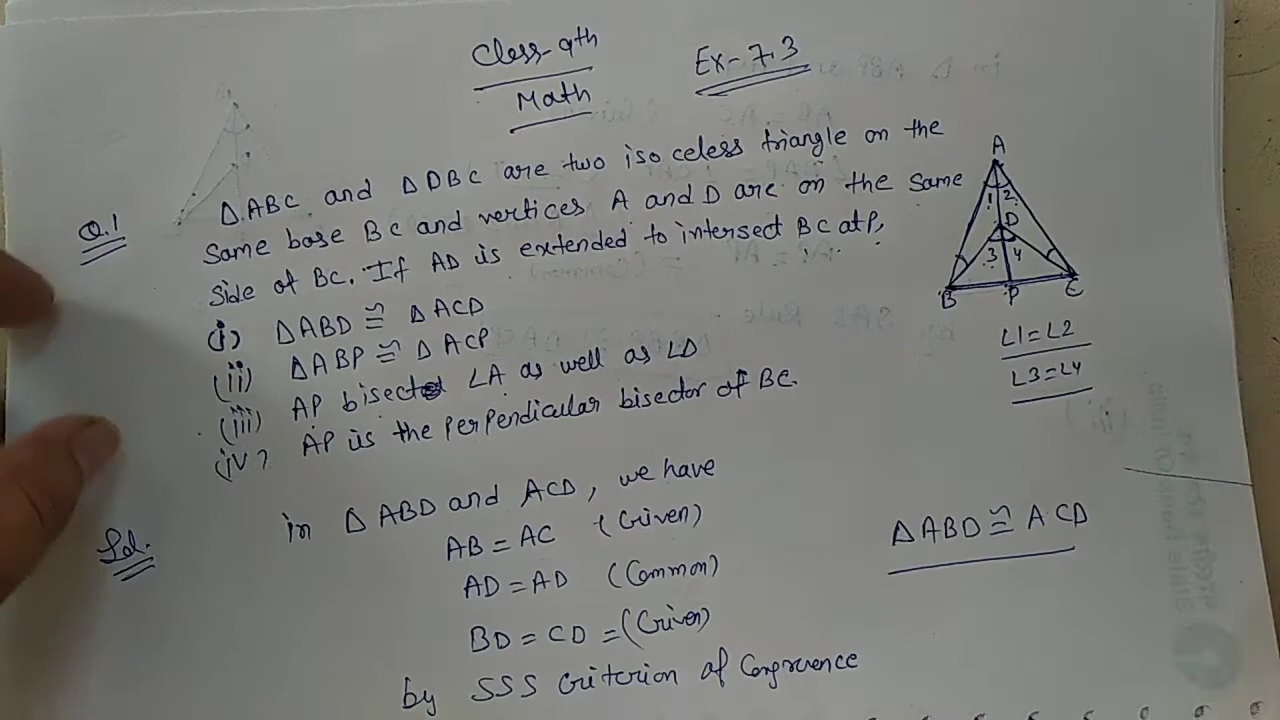 Class-9th
Math
Ex-7.3
Q.1 ΔABC and ΔDBC are two iso celess triangle on the
Same base BC and vertices A and D are on the same
Side of BC. If AD is extended to intersect BC at P,
(i) ΔABD ≅ ΔACD
(ii) ΔABP ≅ ΔACP
(iii) AP bisected ∠A as well as ∠D
(iv) AP is the perpendicular bisector of BC.
A
1 2
D
3 4
B P C
∠1=∠2
∠3=∠4
Sol. in ΔABD and ACD, we have
AB = AC (Given)
AD = AD (Common)
BD = CD = (Given)
by SSS Criterion of Congruence
ΔABD ≅ ACD